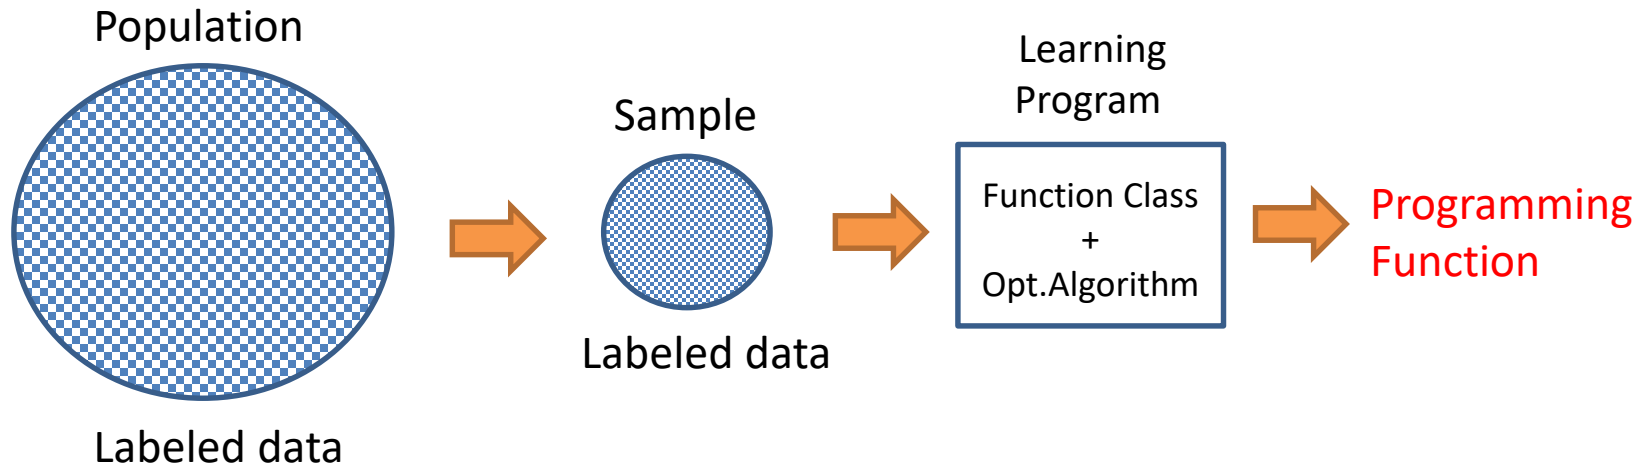 Population
Labeled data
Sample
Labeled data
Learning
Program
Function Class
+
Opt.Algorithm
Programming
Function